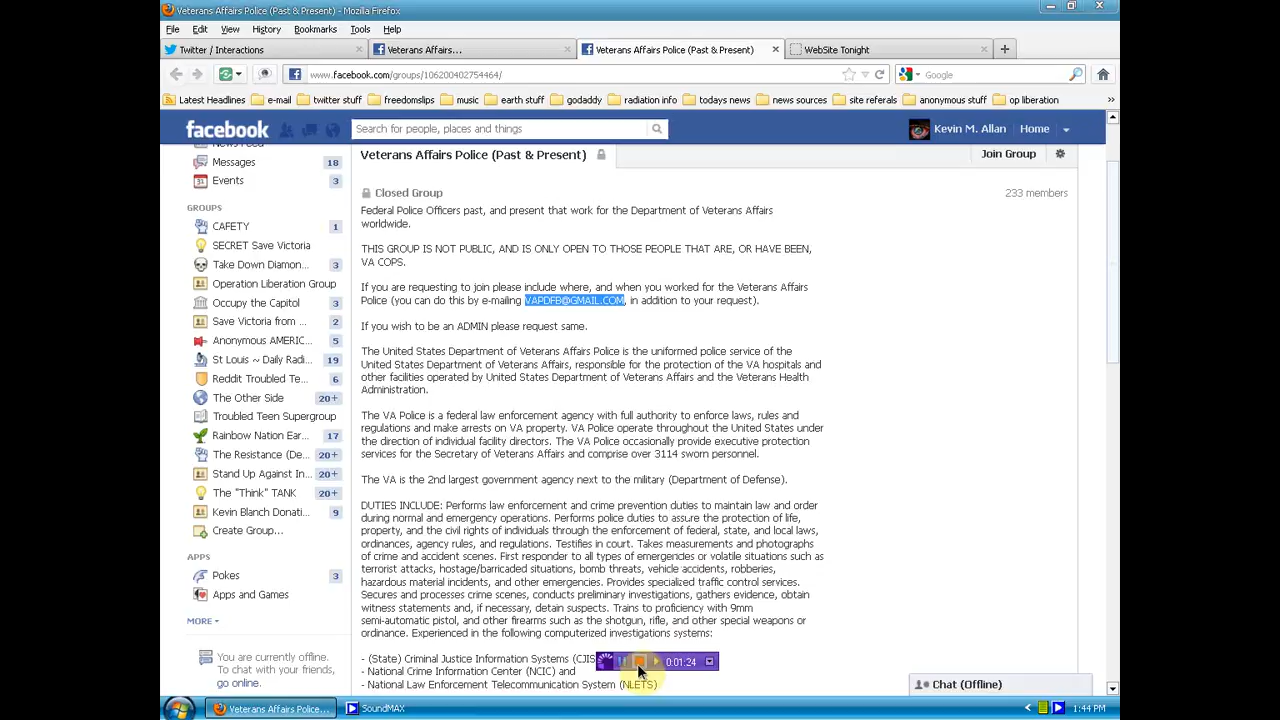 Veterans Affairs Police (Past & Present) - Mozilla Firefox
File Edit View History Bookmarks Tools Help
Twitter / Interactions × Veterans Affairs... × Veterans Affairs Police (Past & Present) × WebSite Tonight × +
www.facebook.com/groups/106200402754464/ Google
Latest Headlines e-mail twitter stuff freedomslips music earth stuff godaddy radiation info todays news news sources site referals anonymous stuff op liberation »
facebook Search for people, places and things Kevin M. Allan Home
News Feed
Messages 18
Events 3
GROUPS
CAFETY 1
SECRET Save Victoria
Take Down Diamon... 3
Operation Liberation Group
Occupy the Capitol 3
Save Victoria from ... 2
Anonymous AMERIC... 3
St Louis ~ Daily Radi... 19
Reddit Troubled Te... 6
The Other Side 20+
Troubled Teen Supergroup
Rainbow Nation Ear... 17
The Resistance (De... 20+
Stand Up Against In... 20+
The "Think" TANK 20+
Kevin Blanch Donati... 9
Create Group...
APPS
Pokes 3
Apps and Games
MORE
You are currently offline.
To chat with your friends,
go online.
Veterans Affairs Police (Past & Present) Join Group
Closed Group 233 members
Federal Police Officers past, and present that work for the Department of Veterans Affairs
worldwide.
THIS GROUP IS NOT PUBLIC, AND IS ONLY OPEN TO THOSE PEOPLE THAT ARE, OR HAVE BEEN,
VA COPS.
If you are requesting to join please include where, and when you worked for the Veterans Affairs
Police (you can do this by e-mailing VAPDFB@GMAIL.COM, in addition to your request).
If you wish to be an ADMIN please request same.
The United States Department of Veterans Affairs Police is the uniformed police service of the
United States Department of Veterans Affairs, responsible for the protection of the VA hospitals and
other facilities operated by United States Department of Veterans Affairs and the Veterans Health
Administration.
The VA Police is a federal law enforcement agency with full authority to enforce laws, rules and
regulations and make arrests on VA property. VA Police operate throughout the United States under
the direction of individual facility directors. The VA Police occasionally provide executive protection
services for the Secretary of Veterans Affairs and comprise over 3114 sworn personnel.
The VA is the 2nd largest government agency next to the military (Department of Defense).
DUTIES INCLUDE: Performs law enforcement and crime prevention duties to maintain law and order
during normal and emergency operations. Performs police duties to assure the protection of life,
property, and the civil rights of individuals through the enforcement of federal, state, and local laws,
ordinances, agency rules, and regulations. Testifies in court. Takes measurements and photographs
of crime and accident scenes. First responder to all types of emergencies or volatile situations such as
terrorist attacks, hostage/barricaded situations, bomb threats, vehicle accidents, robberies,
hazardous material incidents, and other emergencies. Provides specialized traffic control services.
Secures and processes crime scenes, conducts preliminary investigations, gathers evidence, obtain
witness statements and, if necessary, detain suspects. Trains to proficiency with 9mm
semi-automatic pistol, and other firearms such as the shotgun, rifle, and other special weapons or
ordinance. Experienced in the following computerized investigations systems:
- (State) Criminal Justice Information Systems (CJIS
- National Crime Information Center (NCIC) and
- National Law Enforcement Telecommunication System (NLETS)
0:01:24
Chat (Offline)
Veterans Affairs Police... SoundMAX 1:44 PM